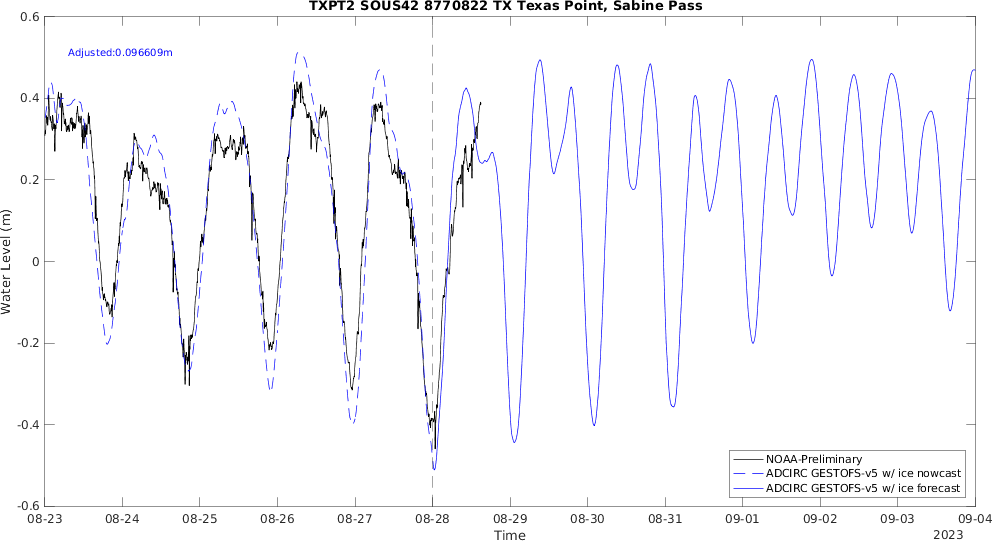 TXPT2 SOUS42 8770822 TX Texas Point, Sabine Pass
Adjusted:0.096609m
Water Level (m)
0.6
0.4
0.2
0
-0.2
-0.4
-0.6
NOAA-Preliminary
ADCIRC GESTOFS-v5 w/ ice nowcast
ADCIRC GESTOFS-v5 w/ ice forecast
08-23 08-24 08-25 08-26 08-27 08-28 08-29 08-30 08-31 09-01 09-02 09-03 09-04
Time
2023